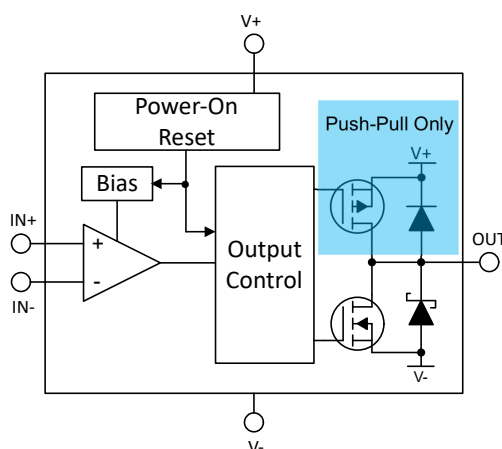 V+
Power-On
Reset
Push-Pull Only
V+
Bias
IN+
+
OUT
Output
Control
-
IN-
V-
V-